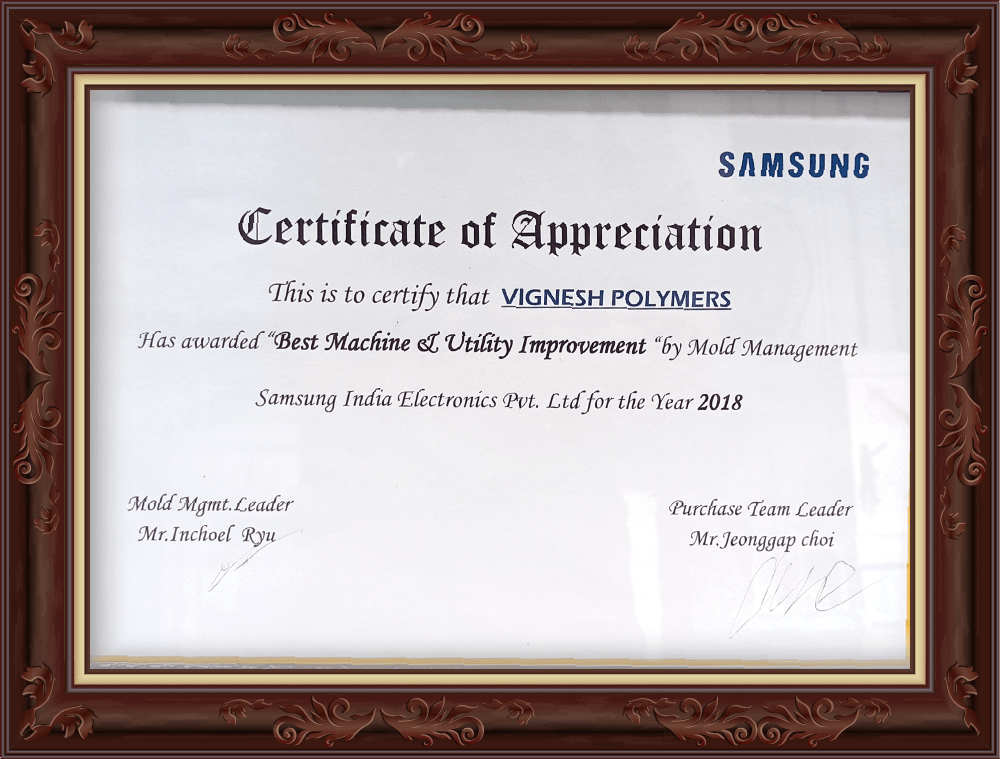 SAMSUNG
Certificate of Appreciation
This is to certify that VIGNESH POLYMERS
Has awarded “Best Machine & Utility Improvement “by Mold Management
Samsung India Electronics Pvt. Ltd for the Year 2018
Mold Mgmt.Leader
Mr.Inchoel Ryu
Purchase Team Leader
Mr.Jeonggap choi